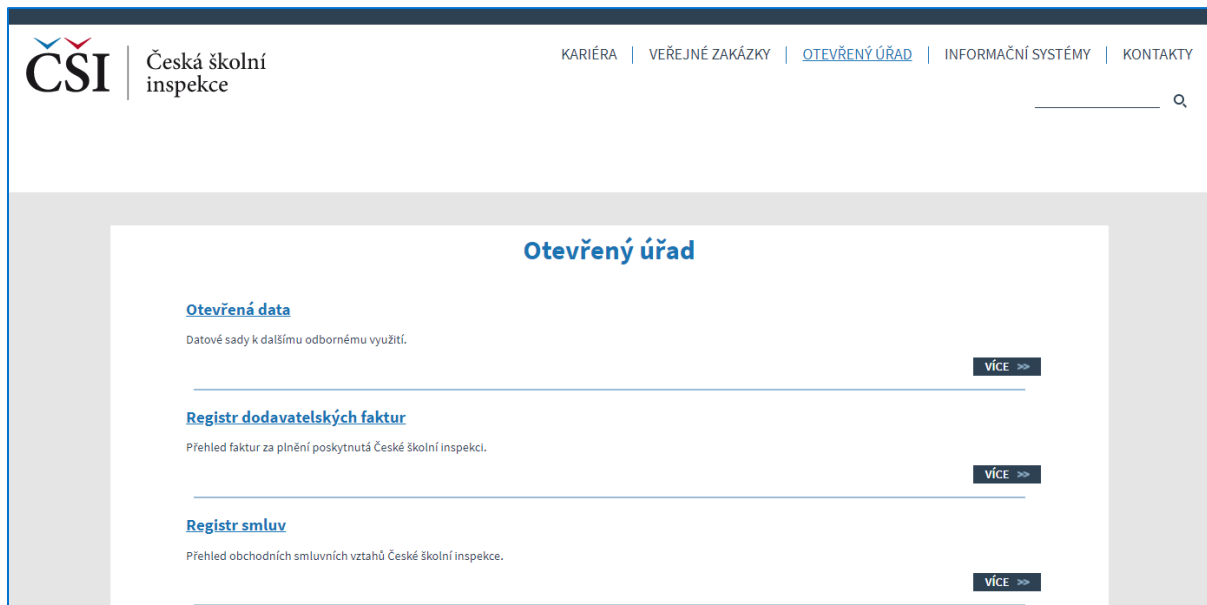 ČŠI
Česká školní
inspekce
KARIÉRA | VEŘEJNÉ ZAKÁZKY | OTEVŘENÝ ÚŘAD | INFORMAČNÍ SYSTÉMY | KONTAKTY
Otevřený úřad
Otevřená data
Datové sady k dalšímu odbornému využití.
VÍCE >>
Registr dodavatelských faktur
Přehled faktur za plnění poskytnutá České školní inspekci.
VÍCE >>
Registr smluv
Přehled obchodních smluvních vztahů České školní inspekce.
VÍCE >>